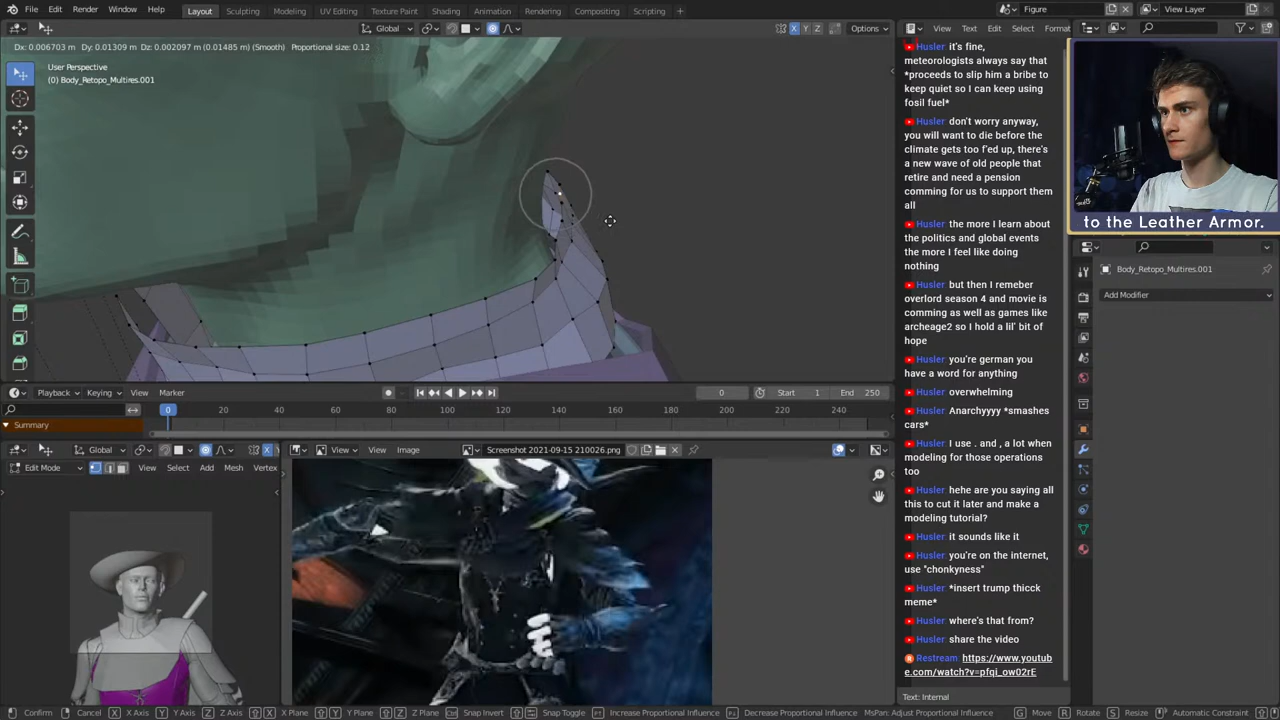 File Edit Render Window Help
Layout Modeling Sculpting UV Editing Texture Paint Shading Animation Rendering Compositing Scripting +
Figure
View Layer
Global
X Y Z
Options
View Text Edit Select Format
Dx: 0.006703 m Dy: 0.01309 m Dz: 0.002097 m (0.01485 m) (Smooth) Proportional size: 0.12
User Perspective
(0) Body_Retopo_Multires.001
Husler it's fine,
meteorologists always say that
*proceeds to slip him a bribe to
keep quiet so I can keep using
fosil fuel*
Husler don't worry anyway,
you will want to die before the
climate gets too f'ed up, there's
a new wave of old people that
retire and need a pension
comming for us to support them
all
Husler the more I learn about
the politics and global events
the more I feel like doing
nothing
Husler but then I remeber
overlord season 4 and movie is
comming as well as games like
archeage2 so I hold a lil' bit of
hope
Husler you're german you
have a word for anything
Husler overwhelming
Husler Anarchyyyy *smashes
cars*
Husler I use . and , a lot when
modeling for those operations
too
Husler hehe are you saying all
this to cut it later and make a
modeling tutorial?
Husler it sounds like it
Husler you're on the internet,
use "chonkyness"
Husler *insert trump thicck
meme*
Husler where's that from?
Husler share the video
Restream: https://www.youtub
e.com/watch?v=pfqi_ow02rE
Text: Internal
to the Leather Armor.
Body_Retopo_Multires.001
Add Modifier
Playback Keying View Marker
0 Start 1 End 250
0 20 40 60 80 100 120 140 160 180 200 220 240
Summary
Global
X
Edit Mode View Select Add Mesh Vertex
View View Image Screenshot 2021-09-15 210026.png
Confirm Cancel X X Axis Y Y Axis Z Z Axis X X Plane Y Y Plane Z Z Plane Snap Invert Snap Toggle Increase Proportional Influence Decrease Proportional Influence MsPan: Adjust Proportional Influence G Move R Rotate S Resize Automatic Constraint